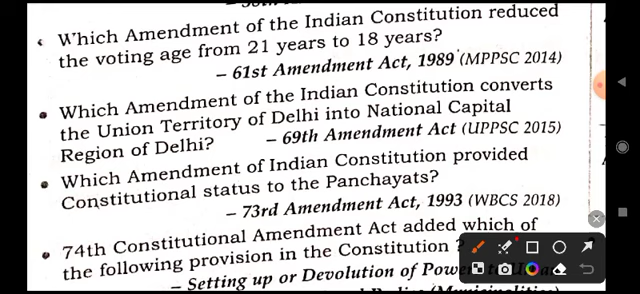 Which Amendment of the Indian Constitution reduced
the voting age from 21 years to 18 years?
– 61st Amendment Act, 1989 (MPPSC 2014)
• Which Amendment of the Indian Constitution converts
the Union Territory of Delhi into National Capital
Region of Delhi? – 69th Amendment Act (UPPSC 2015)
• Which Amendment of Indian Constitution provided
Constitutional status to the Panchayats?
– 73rd Amendment Act, 1993 (WBCS 2018)
• 74th Constitutional Amendment Act added which of
the following provision in the Constitution ?
– Setting up or Devolution of Power to
(Municipalities)